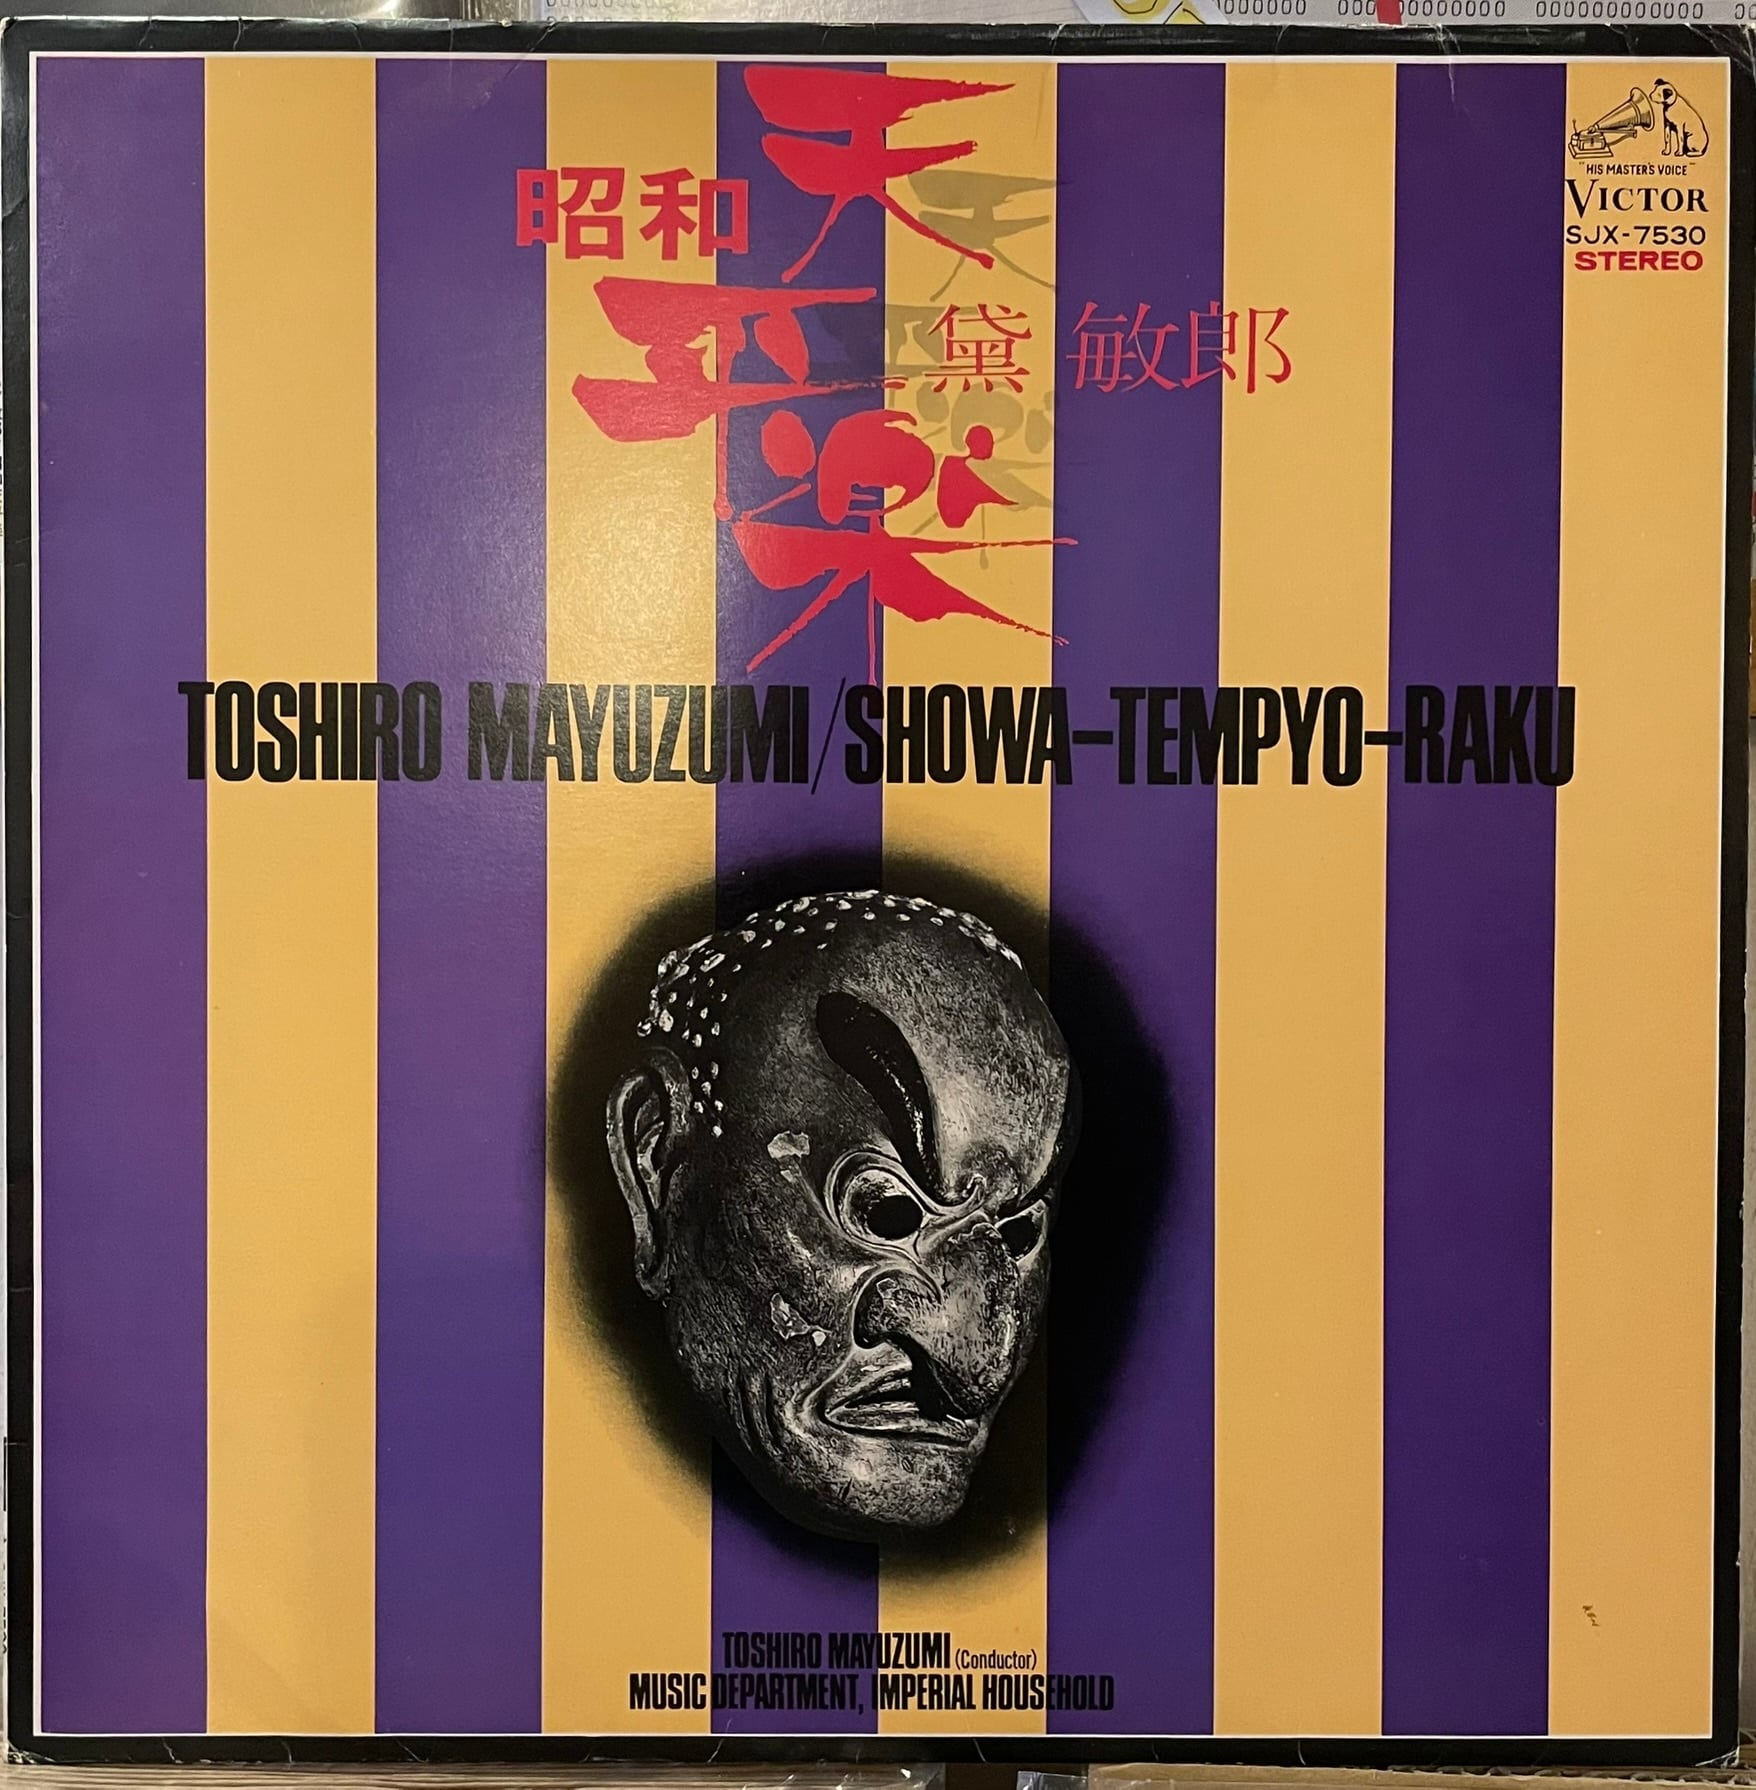 昭和
天平楽
黛 敏郎
"HIS MASTER'S VOICE"
VICTOR
SJX-7530
STEREO
TOSHIRO MAYUZUMI/SHOWA-TEMPYO-RAKU
TOSHIRO MAYUZUMI (Conductor)
MUSIC DEPARTMENT, IMPERIAL HOUSEHOLD